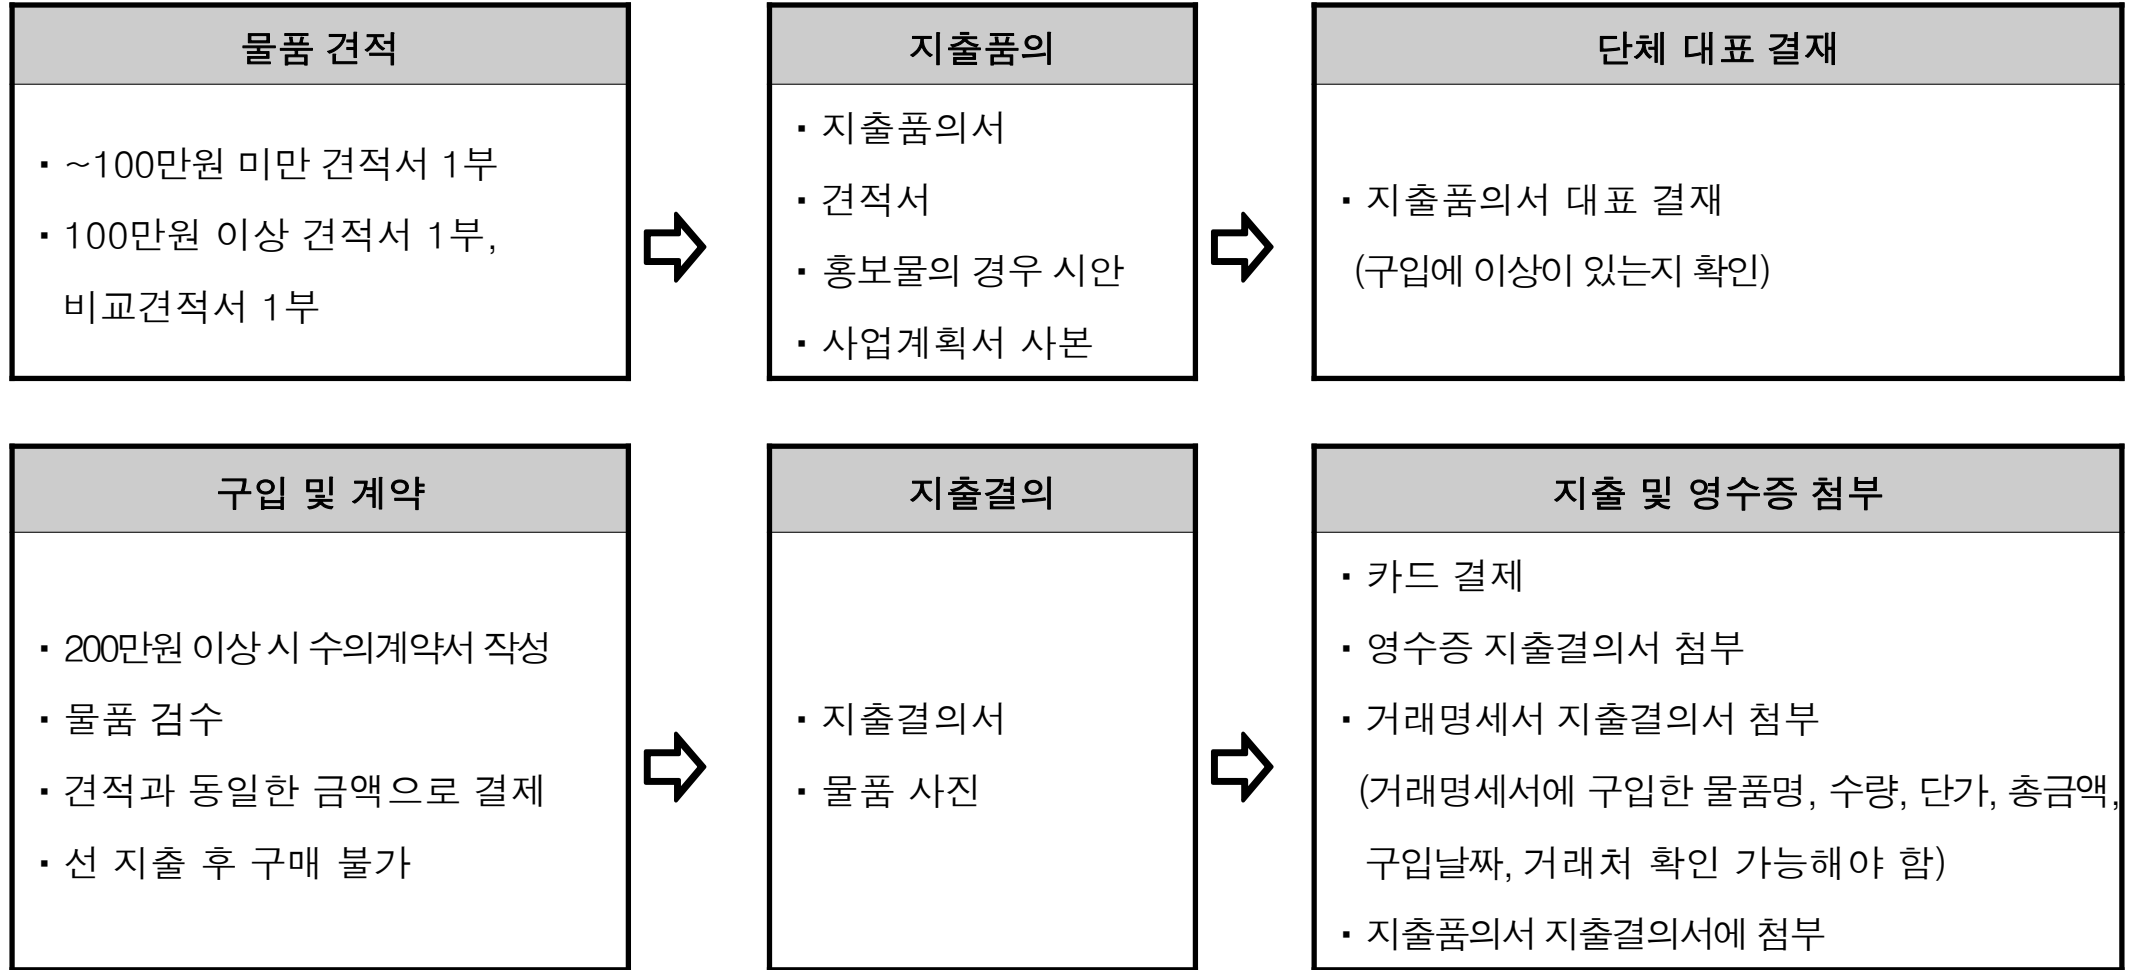 물품 견적
▪ ~100만원 미만 견적서 1부
▪ 100만원 이상 견적서 1부,
비교견적서 1부
지출품의
▪ 지출품의서
▪ 견적서
▪ 홍보물의 경우 시안
▪ 사업계획서 사본
단체 대표 결재
▪ 지출품의서 대표 결재
(구입에 이상이 있는지 확인)
구입 및 계약
▪ 200만원 이상 시 수의계약서 작성
▪ 물품 검수
▪ 견적과 동일한 금액으로 결제
▪ 선 지출 후 구매 불가
지출결의
▪ 지출결의서
▪ 물품 사진
지출 및 영수증 첨부
▪ 카드 결제
▪ 영수증 지출결의서 첨부
▪ 거래명세서 지출결의서 첨부
(거래명세서에 구입한 물품명, 수량, 단가, 총금액,
구입날짜, 거래처 확인 가능해야 함)
▪ 지출품의서 지출결의서에 첨부